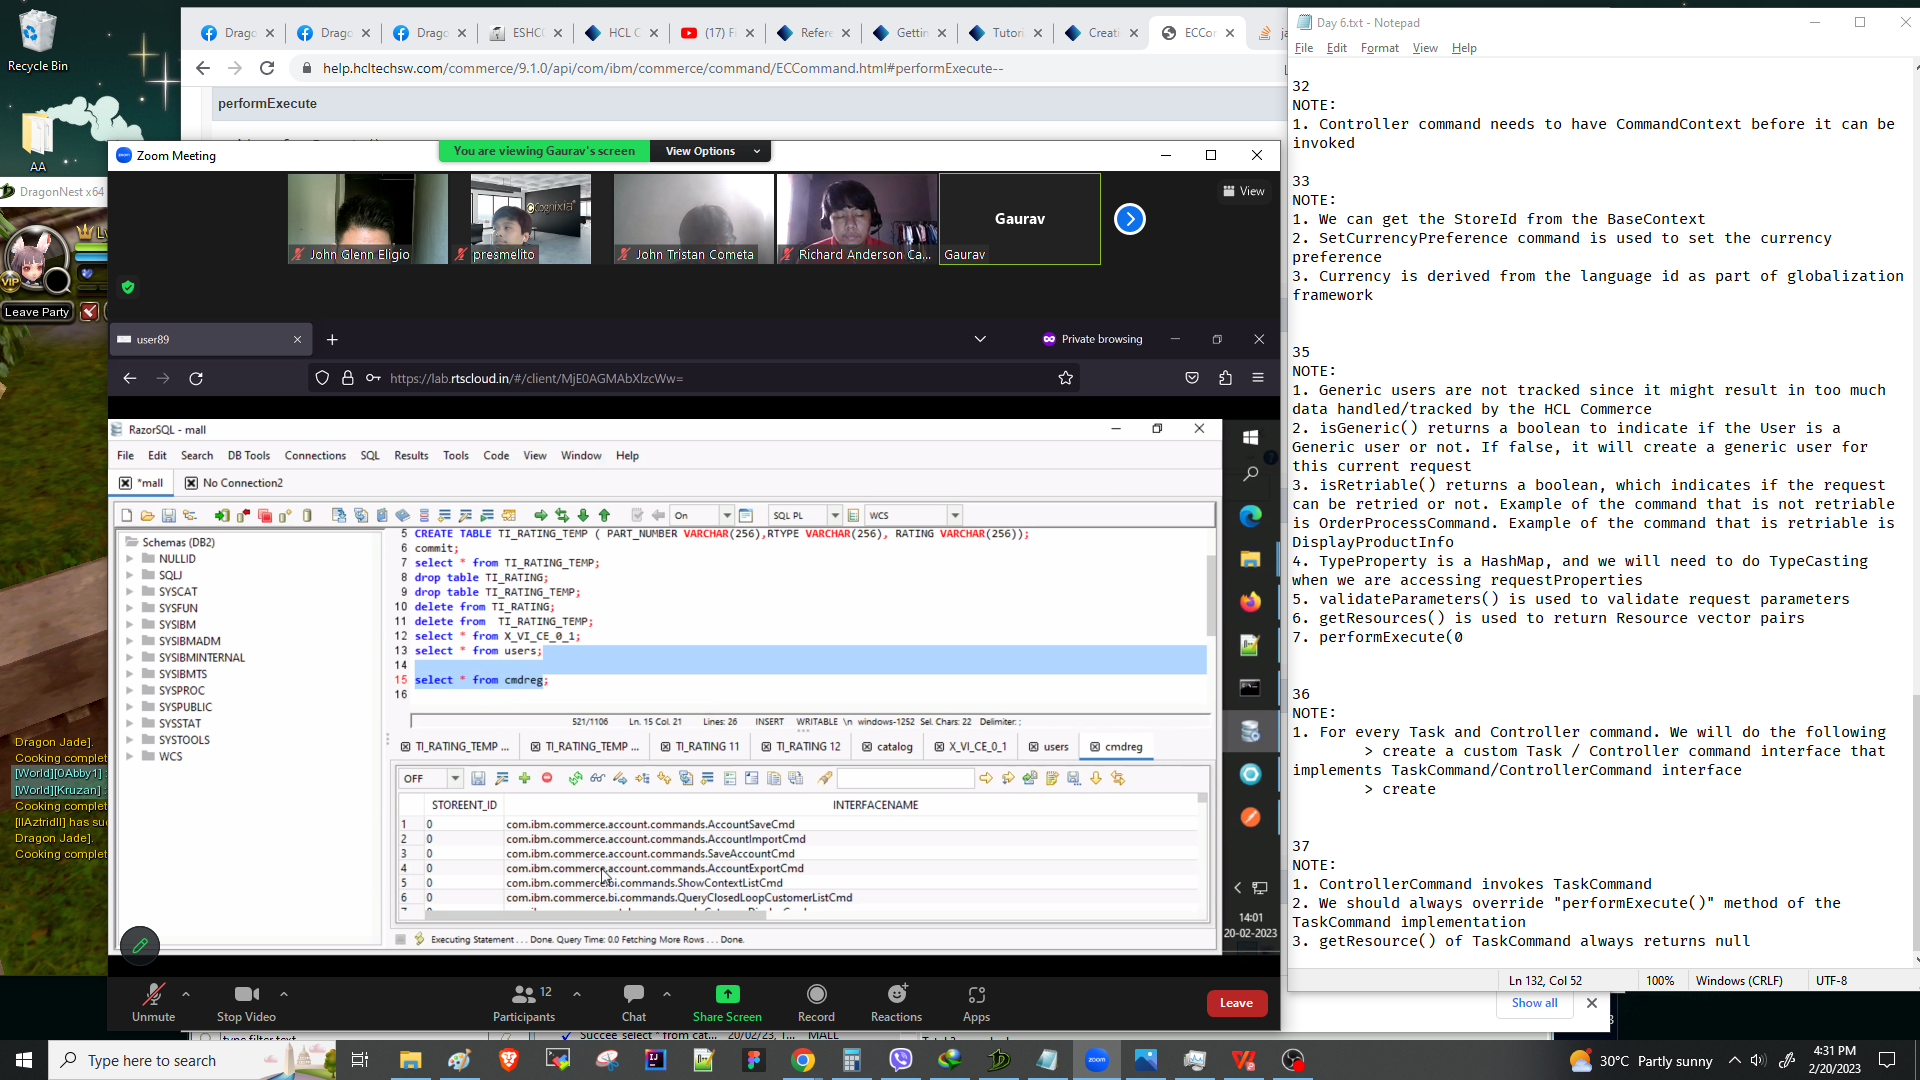 Recycle Bin
AA
DragonNest x64
VIP
Leave Party
Dragon Jade].
Cooking complet
[World][0Abby1] :
[World][Kruzan] :
Cooking complet
[IIAztridII] has su
Dragon Jade].
Cooking complet
Drago
Drago
Drago
ESHC
HCL C
(17) F
Refere
Gettin
Tutori
Creati
ECCor
help.hcltechsw.com/commerce/9.1.0/api/com/ibm/commerce/command/ECCommand.html#performExecute--
performExecute
Zoom Meeting
You are viewing Gaurav's screen
View Options
View
John Glenn Eligio
Cognixia
presmelito
John Tristan Cometa
Richard Anderson Ca...
Gaurav
Gaurav
user89
Private browsing
https://lab.rtscloud.in/#/client/MjE0AGMAbXlzcWw=
RazorSQL - mall
File Edit Search DB Tools Connections SQL Results Tools Code View Window Help
*mall
No Connection2
On
SQL PL
WCS
Schemas (DB2)
NULLID
SQLJ
SYSCAT
SYSFUN
SYSIBM
SYSIBMADM
SYSIBMINTERNAL
SYSIBMTS
SYSPROC
SYSPUBLIC
SYSSTAT
SYSTOOLS
WCS
5 CREATE TABLE TI_RATING_TEMP ( PART_NUMBER VARCHAR(256),RTYPE VARCHAR(256), RATING VARCHAR(256));
6 commit;
7 select * from TI_RATING_TEMP;
8 drop table TI_RATING;
9 drop table TI_RATING_TEMP;
10 delete from TI_RATING;
11 delete from  TI_RATING_TEMP;
12 select * from X_VI_CE_0_1;
13 select * from users;
14
15 select * from cmdreg;
16
521/1106 Ln. 15 Col. 21 Lines: 26 INSERT WRITABLE \n windows-1252 Sel. Chars: 22 Delimiter: ;
TI_RATING_TEMP ...
TI_RATING_TEMP ...
TI_RATING 11
TI_RATING 12
catalog
X_VI_CE_0_1
users
cmdreg
OFF
STOREENT_ID INTERFACENAME
1 0 com.ibm.commerce.account.commands.AccountSaveCmd
2 0 com.ibm.commerce.account.commands.AccountImportCmd
3 0 com.ibm.commerce.account.commands.SaveAccountCmd
4 0 com.ibm.commerce.account.commands.AccountExportCmd
5 0 com.ibm.commerce.bi.commands.ShowContextListCmd
6 0 com.ibm.commerce.bi.commands.QueryClosedLoopCustomerListCmd
Executing Statement . . . Done. Query Time: 0.0 Fetching More Rows . . . Done.
14:01
20-02-2023
Unmute
Stop Video
12
Participants
Chat
Share Screen
Record
Reactions
Apps
Leave
Day 6.txt - Notepad
File Edit Format View Help
32
NOTE:
1. Controller command needs to have CommandContext before it can be
invoked
33
NOTE:
1. We can get the StoreId from the BaseContext
2. SetCurrencyPreference command is used to set the currency
preference
3. Currency is derived from the language id as part of globalization
framework
35
NOTE:
1. Generic users are not tracked since it might result in too much
data handled/tracked by the HCL Commerce
2. isGeneric() returns a boolean to indicate if the User is a
Generic user or not. If false, it will create a generic user for
this current request
3. isRetriable() returns a boolean, which indicates if the request
can be retried or not. Example of the command that is not retriable
is OrderProcessCommand. Example of the command that is retriable is
DisplayProductInfo
4. TypeProperty is a HashMap, and we will need to do TypeCasting
when we are accessing requestProperties
5. validateParameters() is used to validate request parameters
6. getResources() is used to return Resource vector pairs
7. performExecute(0
36
NOTE:
1. For every Task and Controller command. We will do the following
> create a custom Task / Controller command interface that
implements TaskCommand/ControllerCommand interface
> create
37
NOTE:
1. ControllerCommand invokes TaskCommand
2. We should always override "performExecute()" method of the
TaskCommand implementation
3. getResource() of TaskCommand always returns null
Ln 132, Col 52 100% Windows (CRLF) UTF-8
Show all
type filter text
Succee select * from cat... 20/02/23, 1... MALL
Type here to search
30°C Partly sunny
4:31 PM
2/20/2023